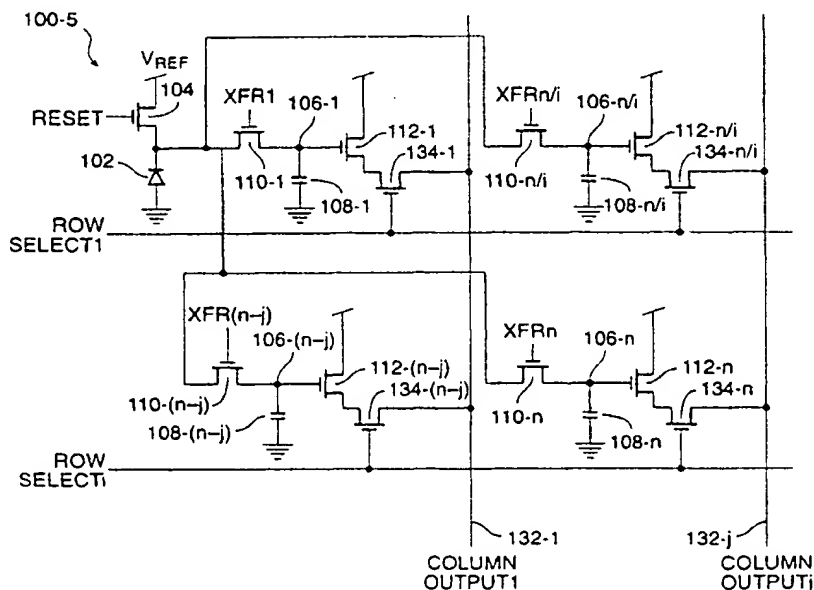 100-5
VREF
104
RESET
102
XFR1
106-1
112-1
134-1
110-1
108-1
XFRn/i
106-n/i
112-n/i
134-n/i
110-n/i
108-n/i
ROW
SELECT1
XFR(n–j)
106-(n–j)
112-(n–j)
134-(n–j)
110-(n–j)
108-(n–j)
XFRn
106-n
112-n
134-n
110-n
108-n
ROW
SELECTi
132-1
132-j
COLUMN
OUTPUT1
COLUMN
OUTPUTj